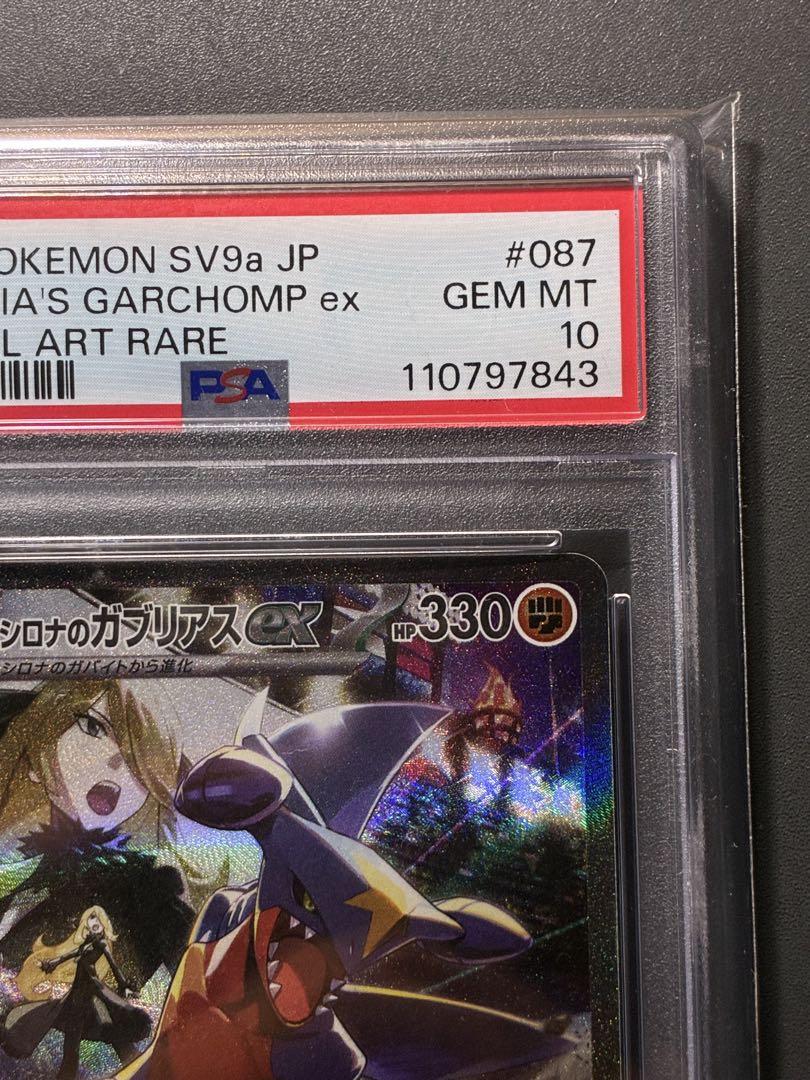 OKEMON SV9a JP #087
IA'S GARCHOMP ex GEM MT
L ART RARE 10
PSA 110797843
シロナのガブリアスex HP330
シロナのガバイトから進化